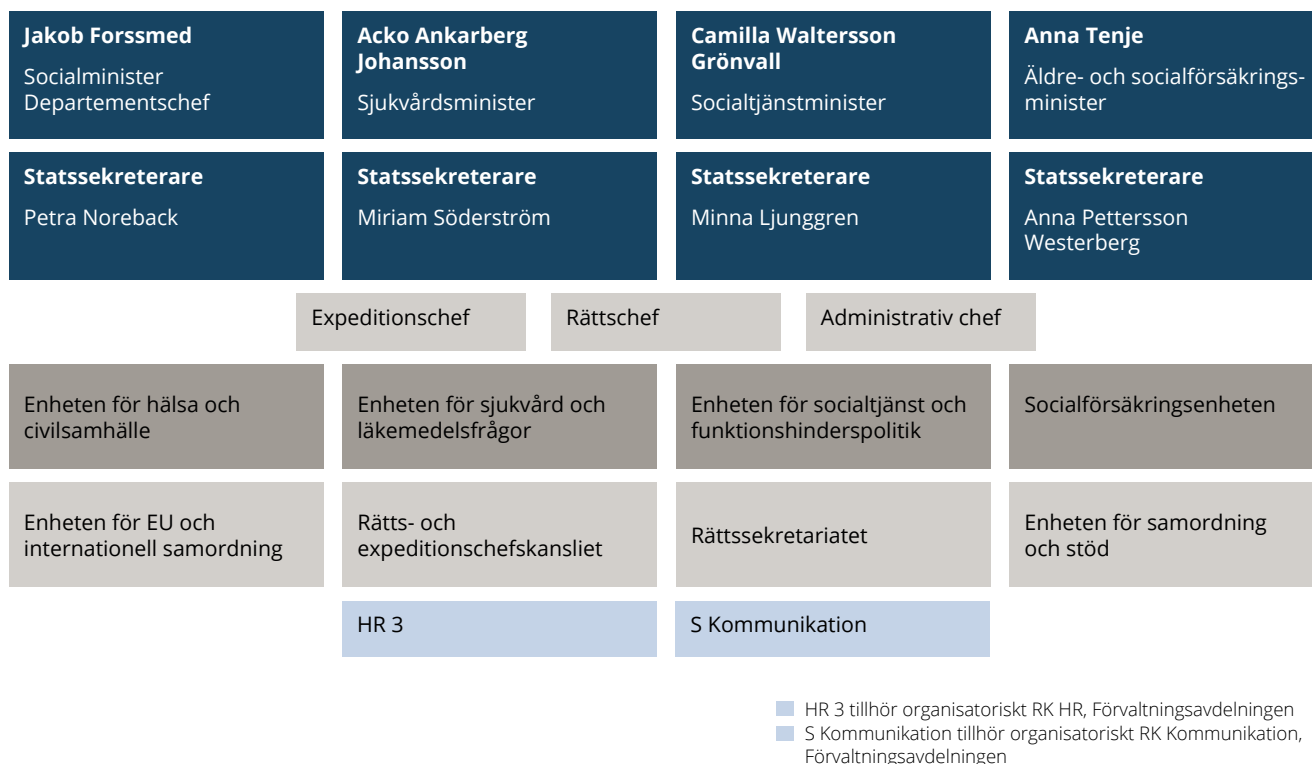 Jakob Forssmed
Socialminister
Departementschef
Acko Ankarberg
Johansson
Sjukvårdsminister
Camilla Waltersson
Grönvall
Socialtjänstminister
Anna Tenje
Äldre- och socialförsäkrings-
minister
Statssekreterare
Petra Noreback
Statssekreterare
Miriam Söderström
Statssekreterare
Minna Ljunggren
Statssekreterare
Anna Pettersson
Westerberg
Expeditionschef
Rättschef
Administrativ chef
Enheten för hälsa och
civilsamhälle
Enheten för sjukvård och
läkemedelsfrågor
Enheten för socialtjänst och
funktionshinderspolitik
Socialförsäkringsenheten
Enheten för EU och
internationell samordning
Rätts- och
expeditionschefskansliet
Rättssekretariatet
Enheten för samordning
och stöd
HR 3
S Kommunikation
HR 3 tillhör organisatoriskt RK HR, Förvaltningsavdelningen
S Kommunikation tillhör organisatoriskt RK Kommunikation,
Förvaltningsavdelningen